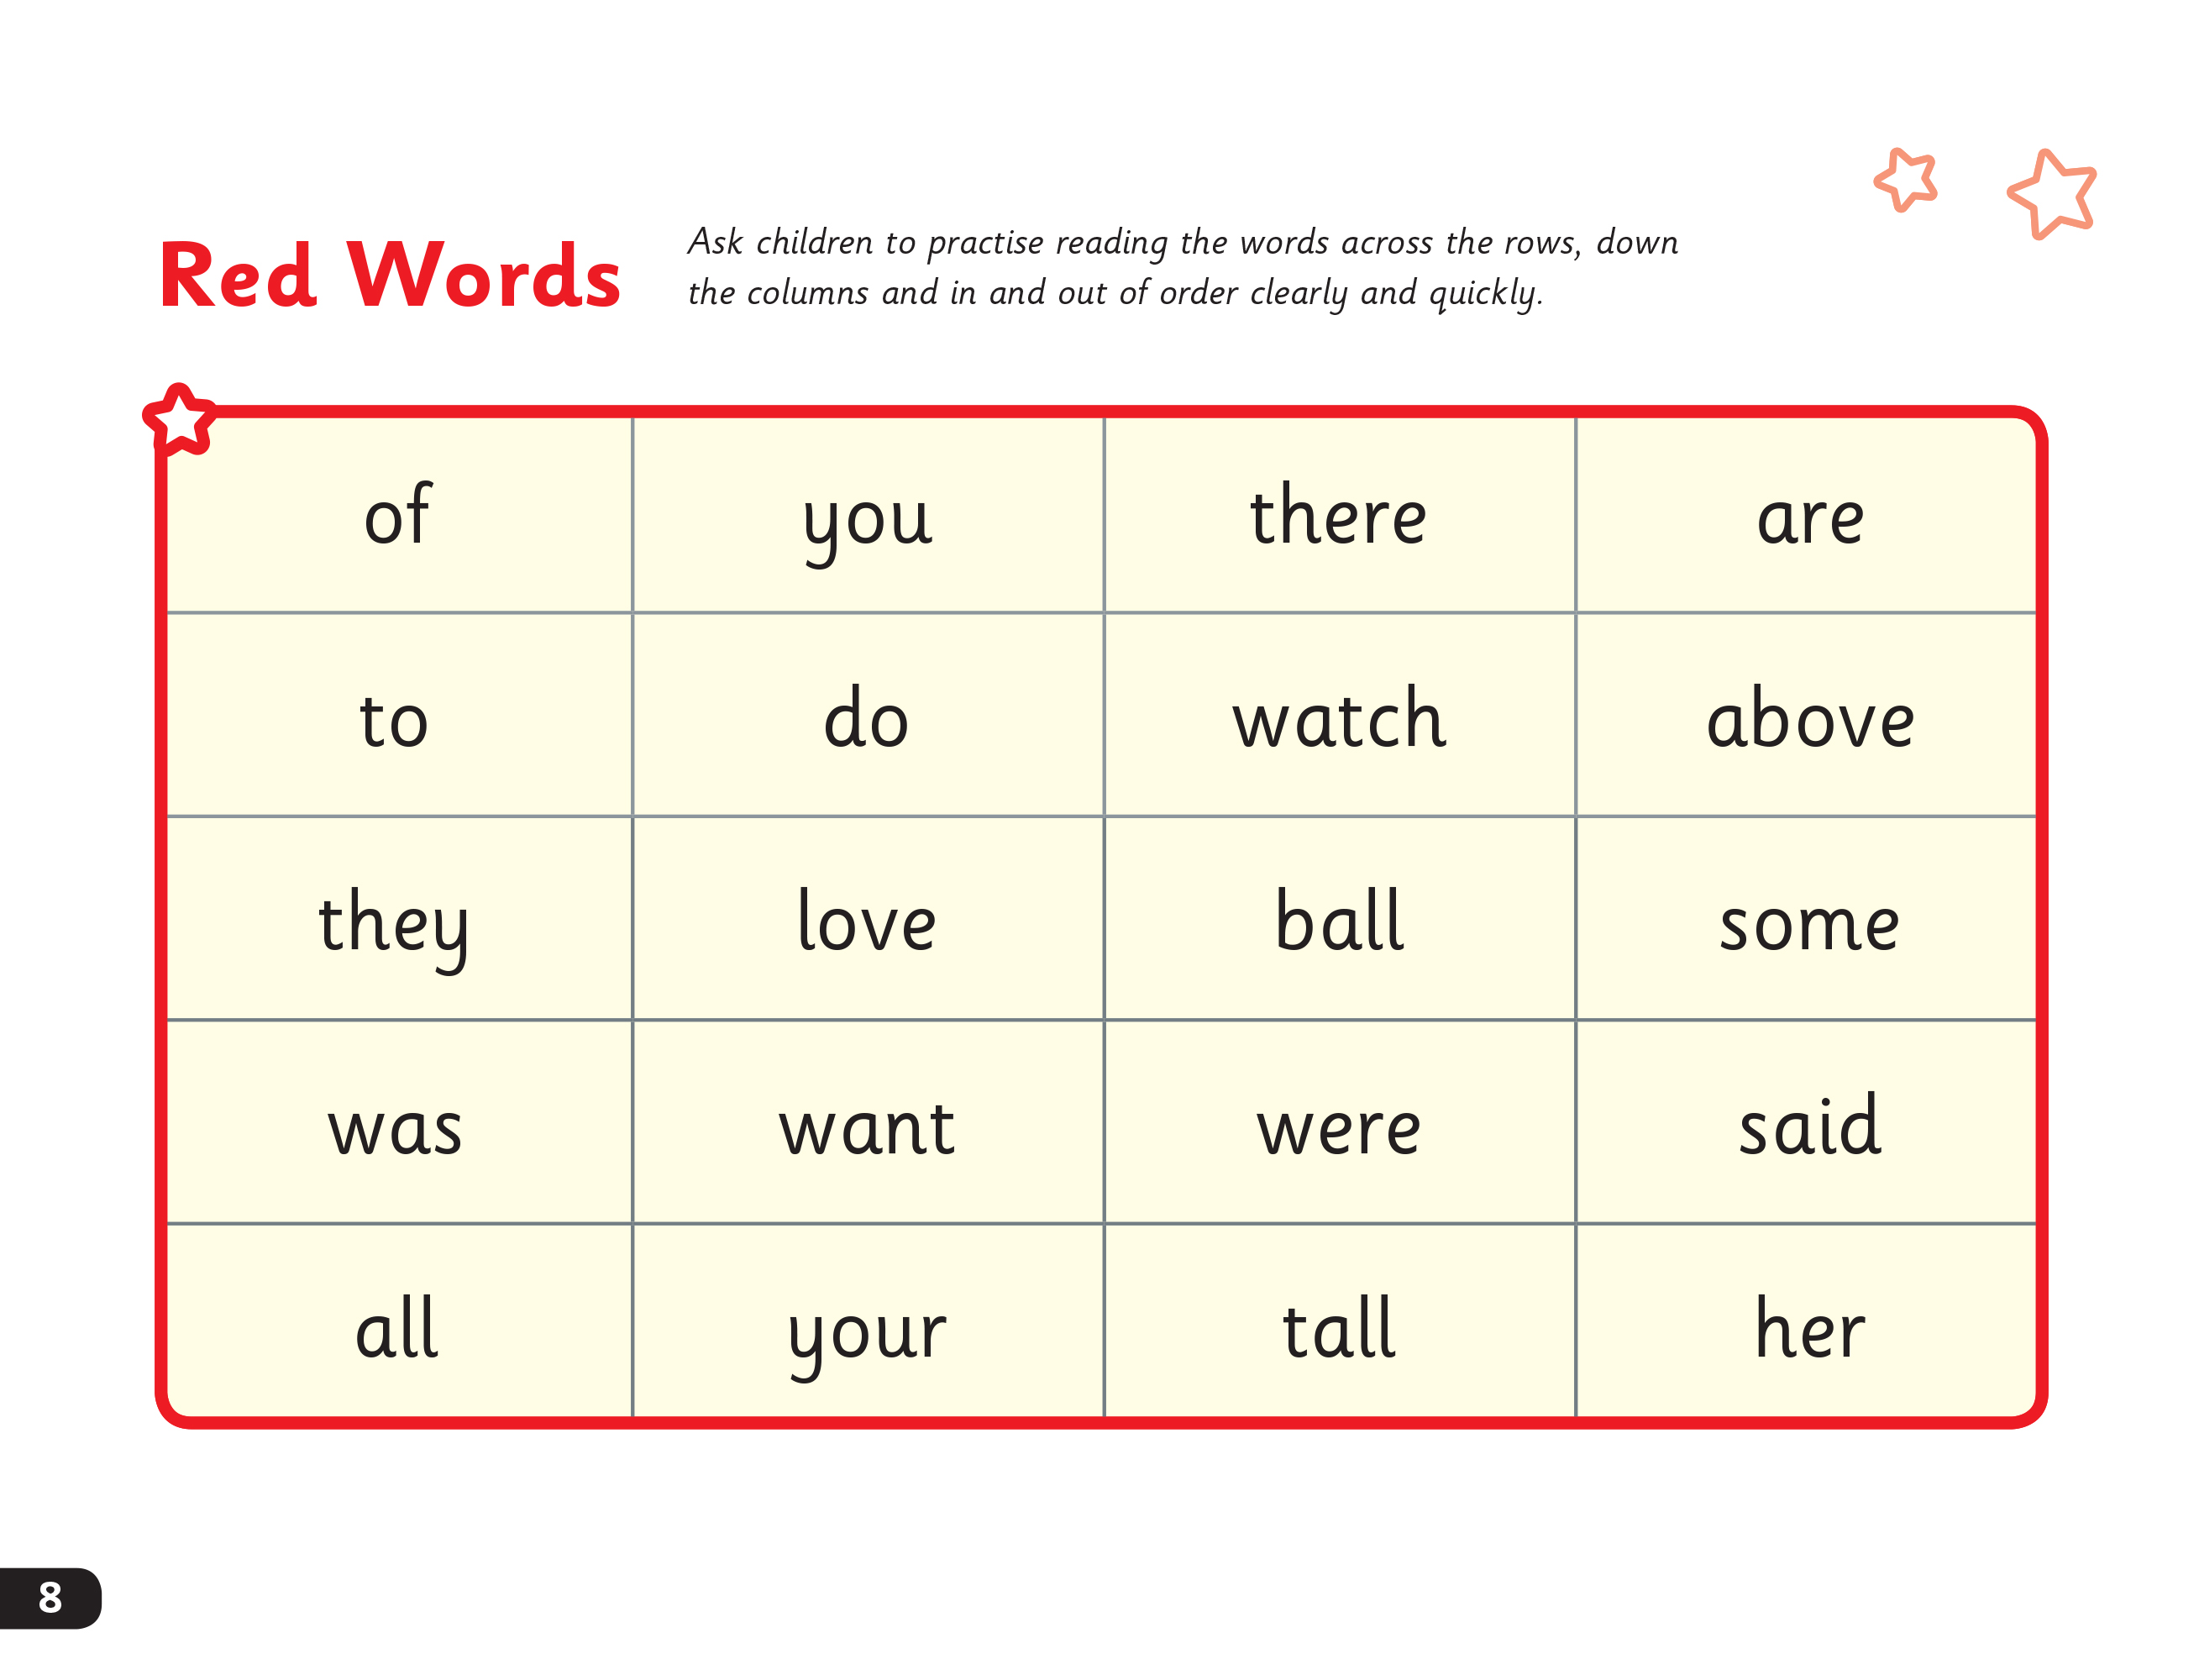 Red Words
Ask children to practise reading the words across the rows, down
the columns and in and out of order clearly and quickly.
of you there are
to do watch above
they love ball some
was want were said
all your tall her
8